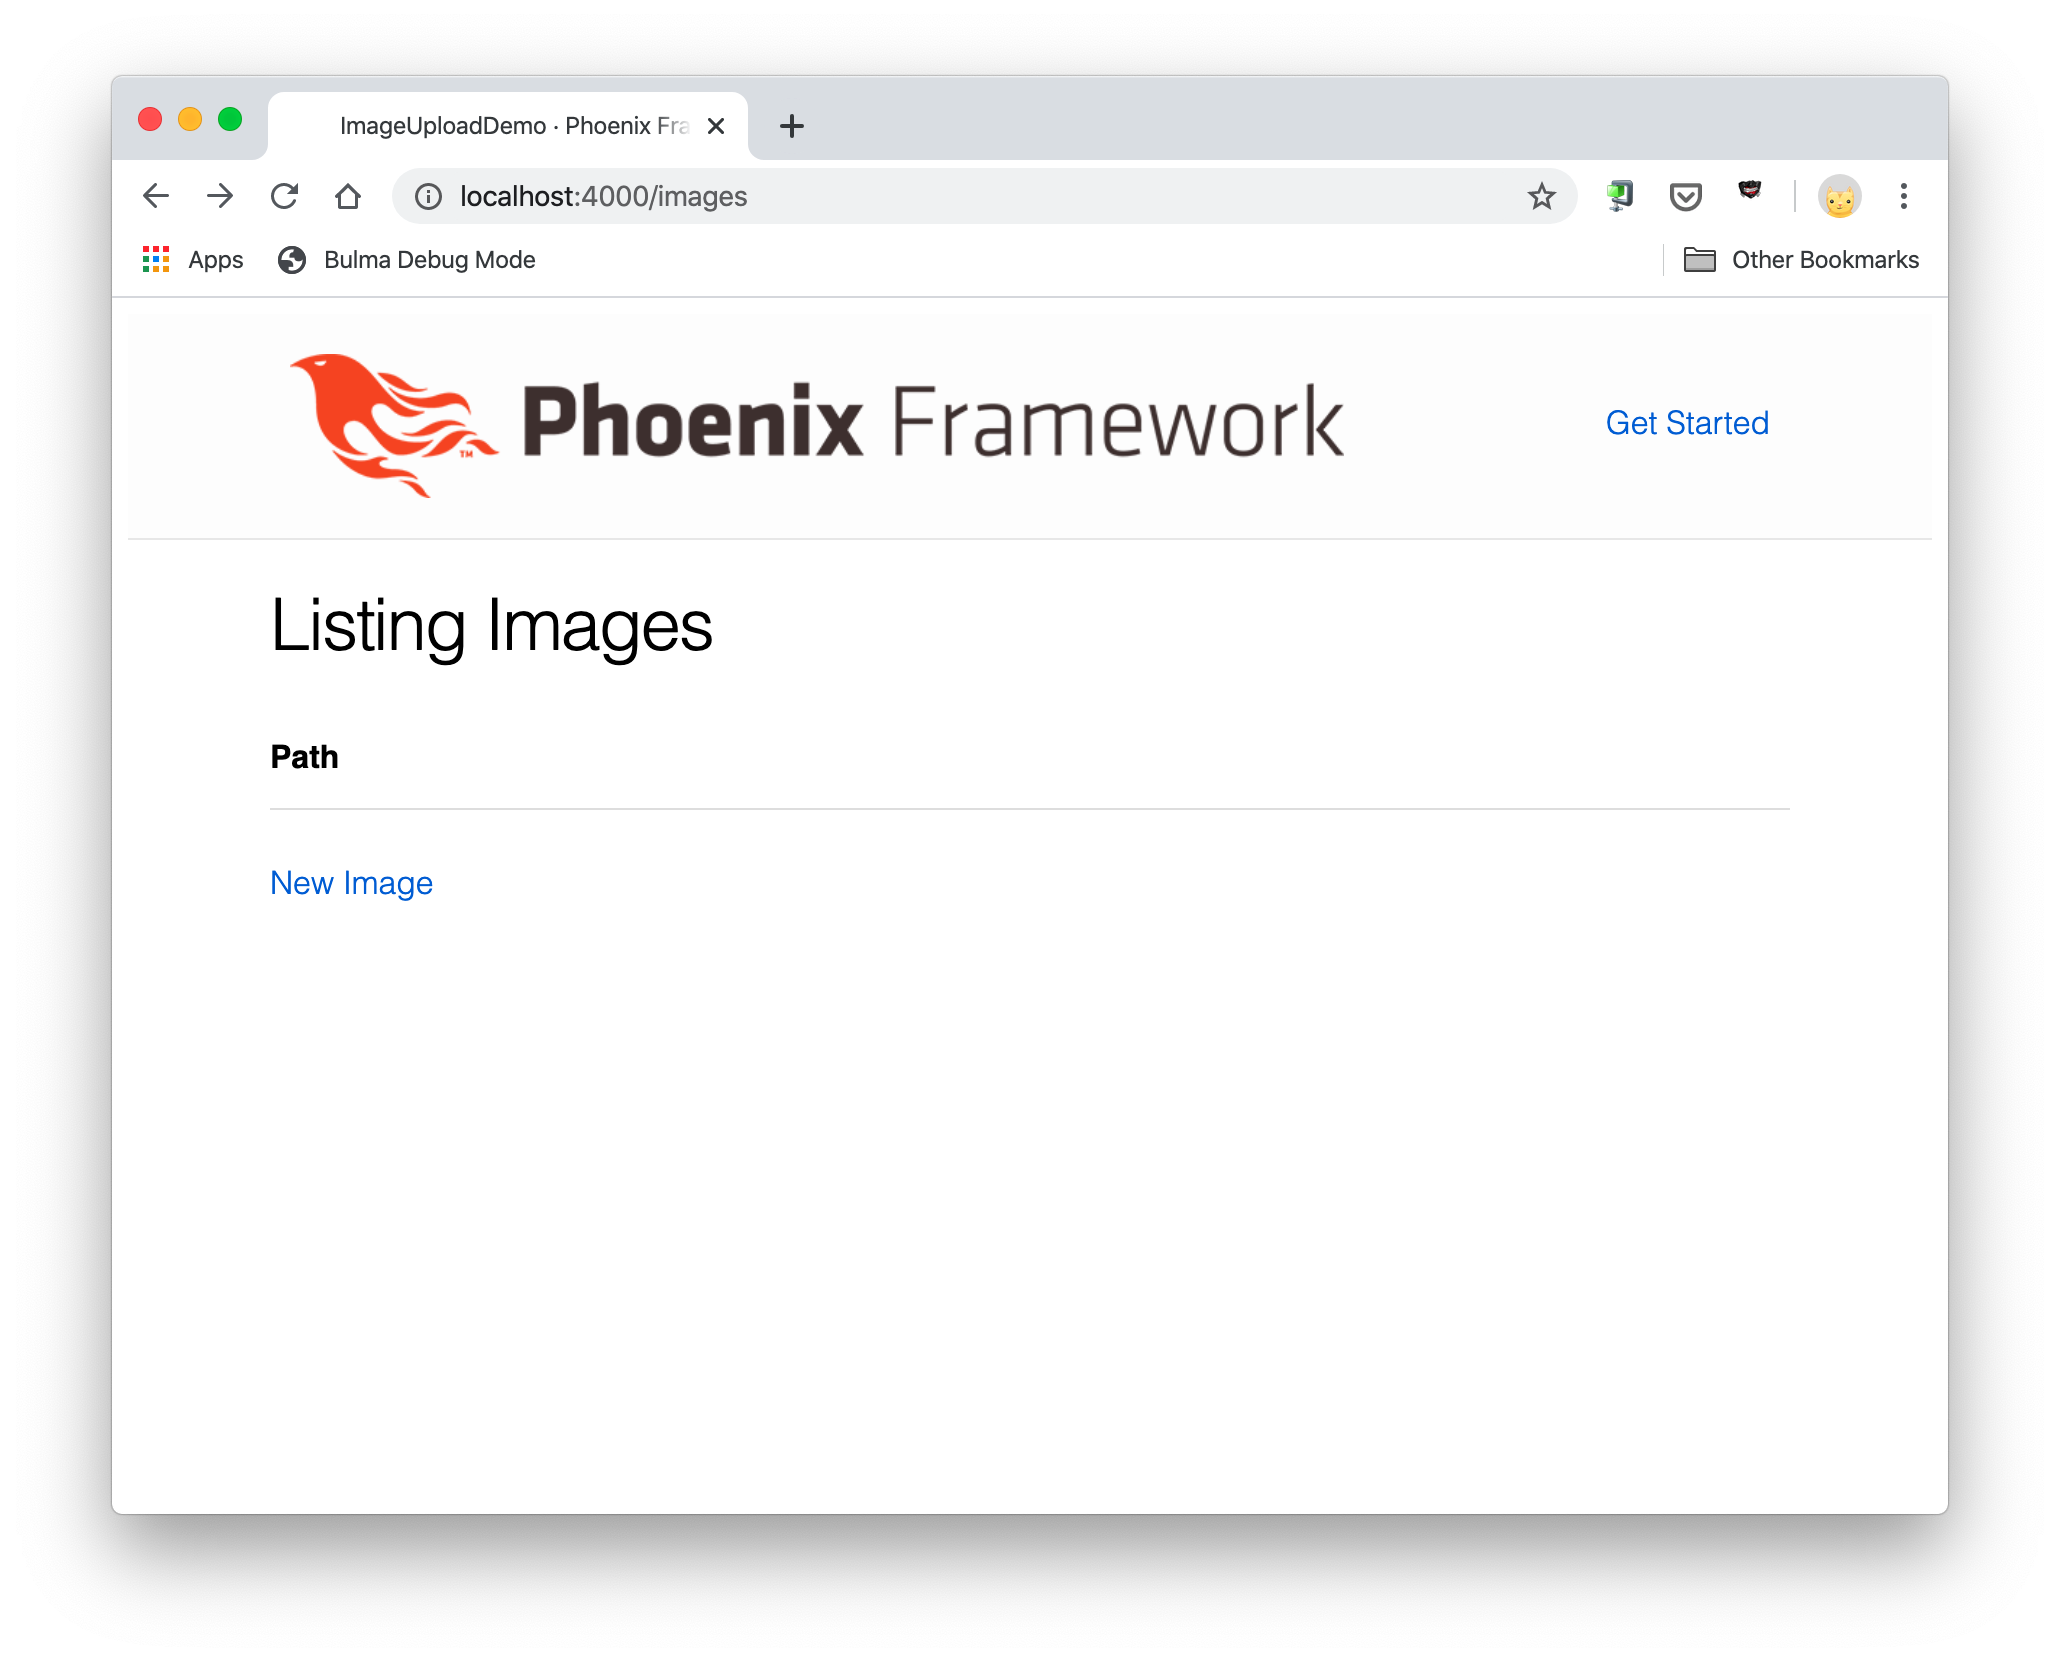 ImageUploadDemo · Phoenix Fra
localhost:4000/images
Apps Bulma Debug Mode Other Bookmarks
Phoenix Framework
TM
Get Started
Listing Images
Path
New Image